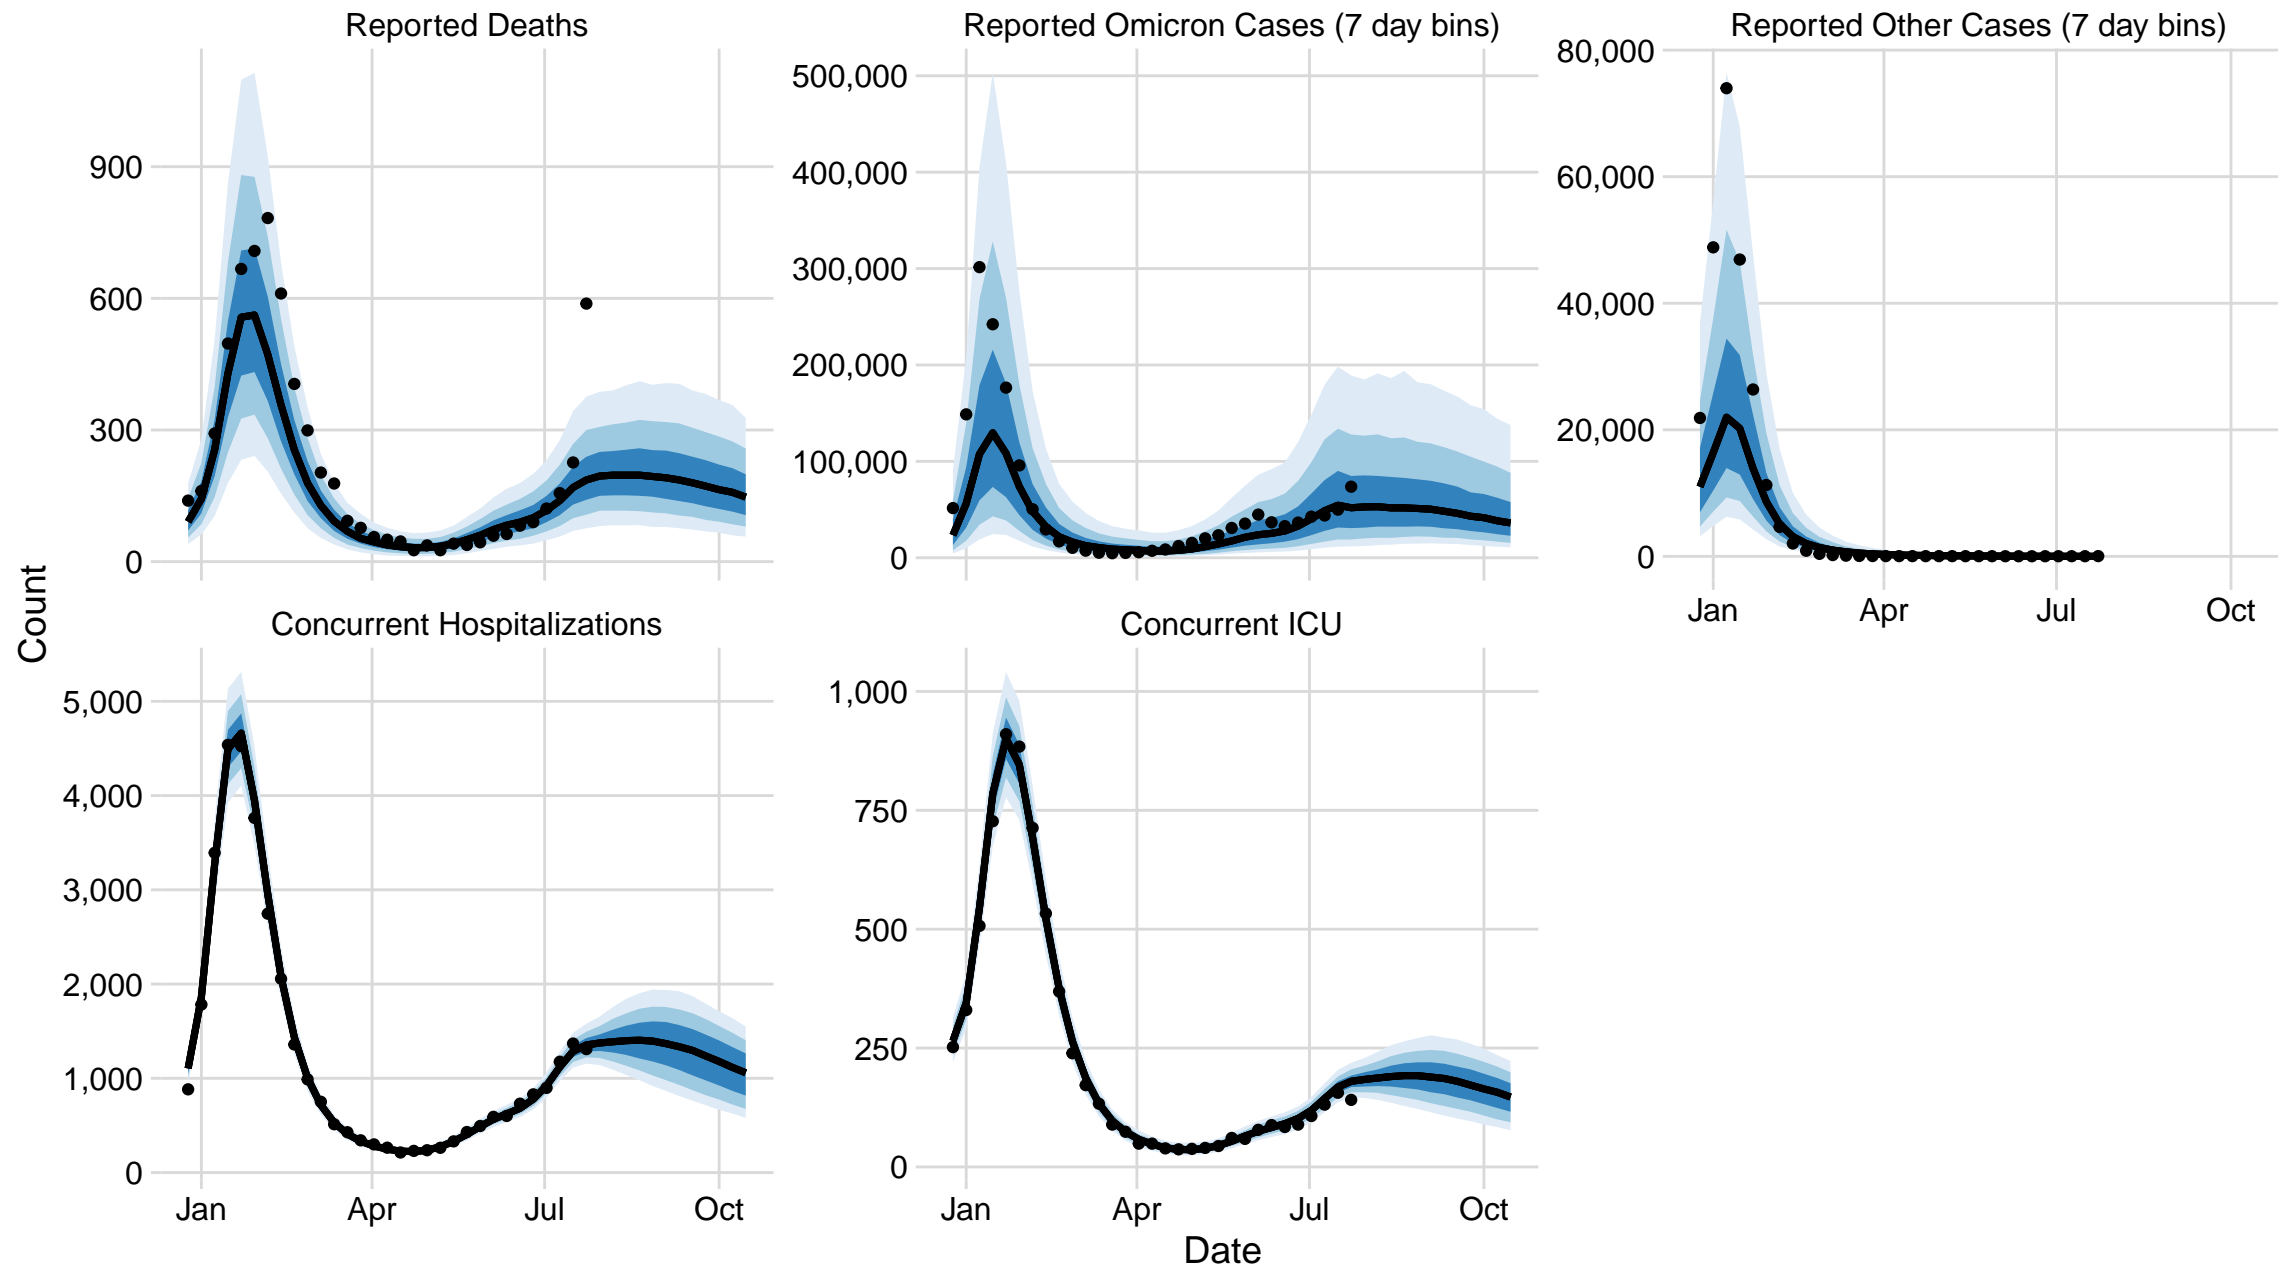 Reported Deaths
Reported Omicron Cases (7 day bins)
Reported Other Cases (7 day bins)
900
600
300
0
500,000
400,000
300,000
200,000
100,000
0
80,000
60,000
40,000
20,000
0
Jan Apr Jul Oct
Count
Concurrent Hospitalizations
Concurrent ICU
5,000
4,000
3,000
2,000
1,000
0
1,000
750
500
250
0
Jan Apr Jul Oct
Jan Apr Jul Oct
Date